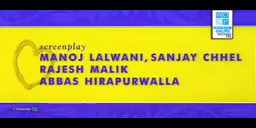 screenplay
MANOJ LALWANI, SANJAY CHHEL
RAJESH MALIK
ABBAS HIRAPURWALLA